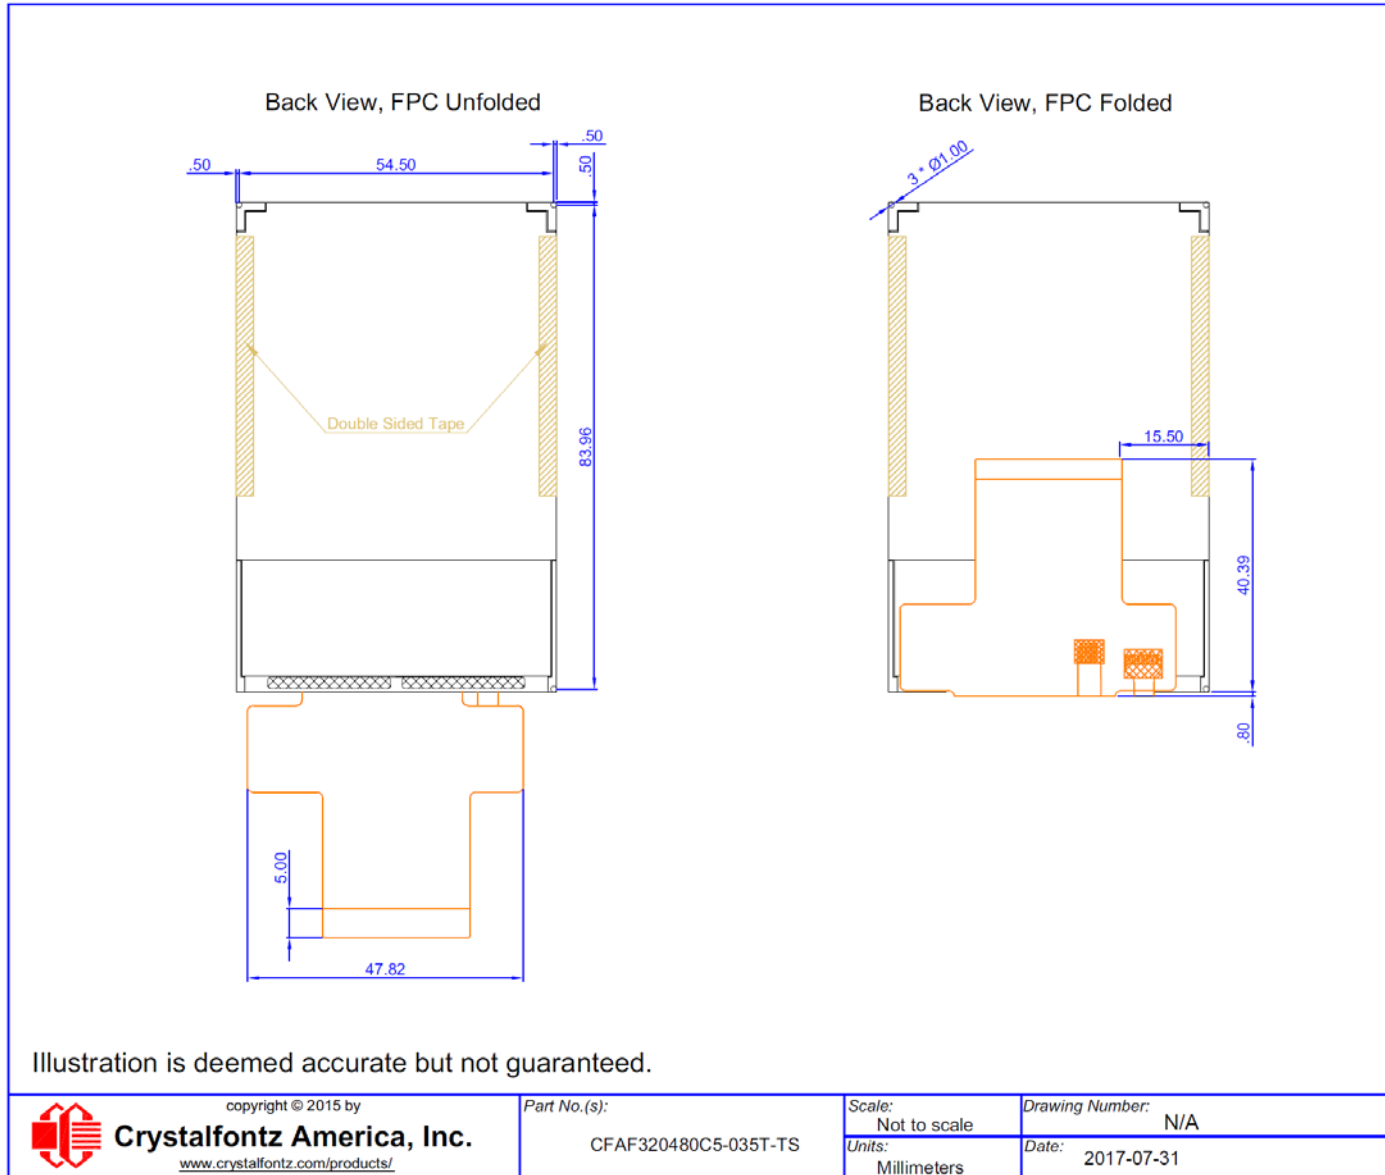 Back View, FPC Unfolded
Back View, FPC Folded
.50
54.50
.50
.50
3 * Ø1.00
Double Sided Tape
83.96
15.50
40.39
.80
5.00
47.82
Illustration is deemed accurate but not guaranteed.
copyright © 2015 by
Crystalfontz America, Inc.
www.crystalfontz.com/products/
Part No.(s):
CFAF320480C5-035T-TS
Scale:
Not to scale
Units:
Millimeters
Drawing Number:
N/A
Date:
2017-07-31